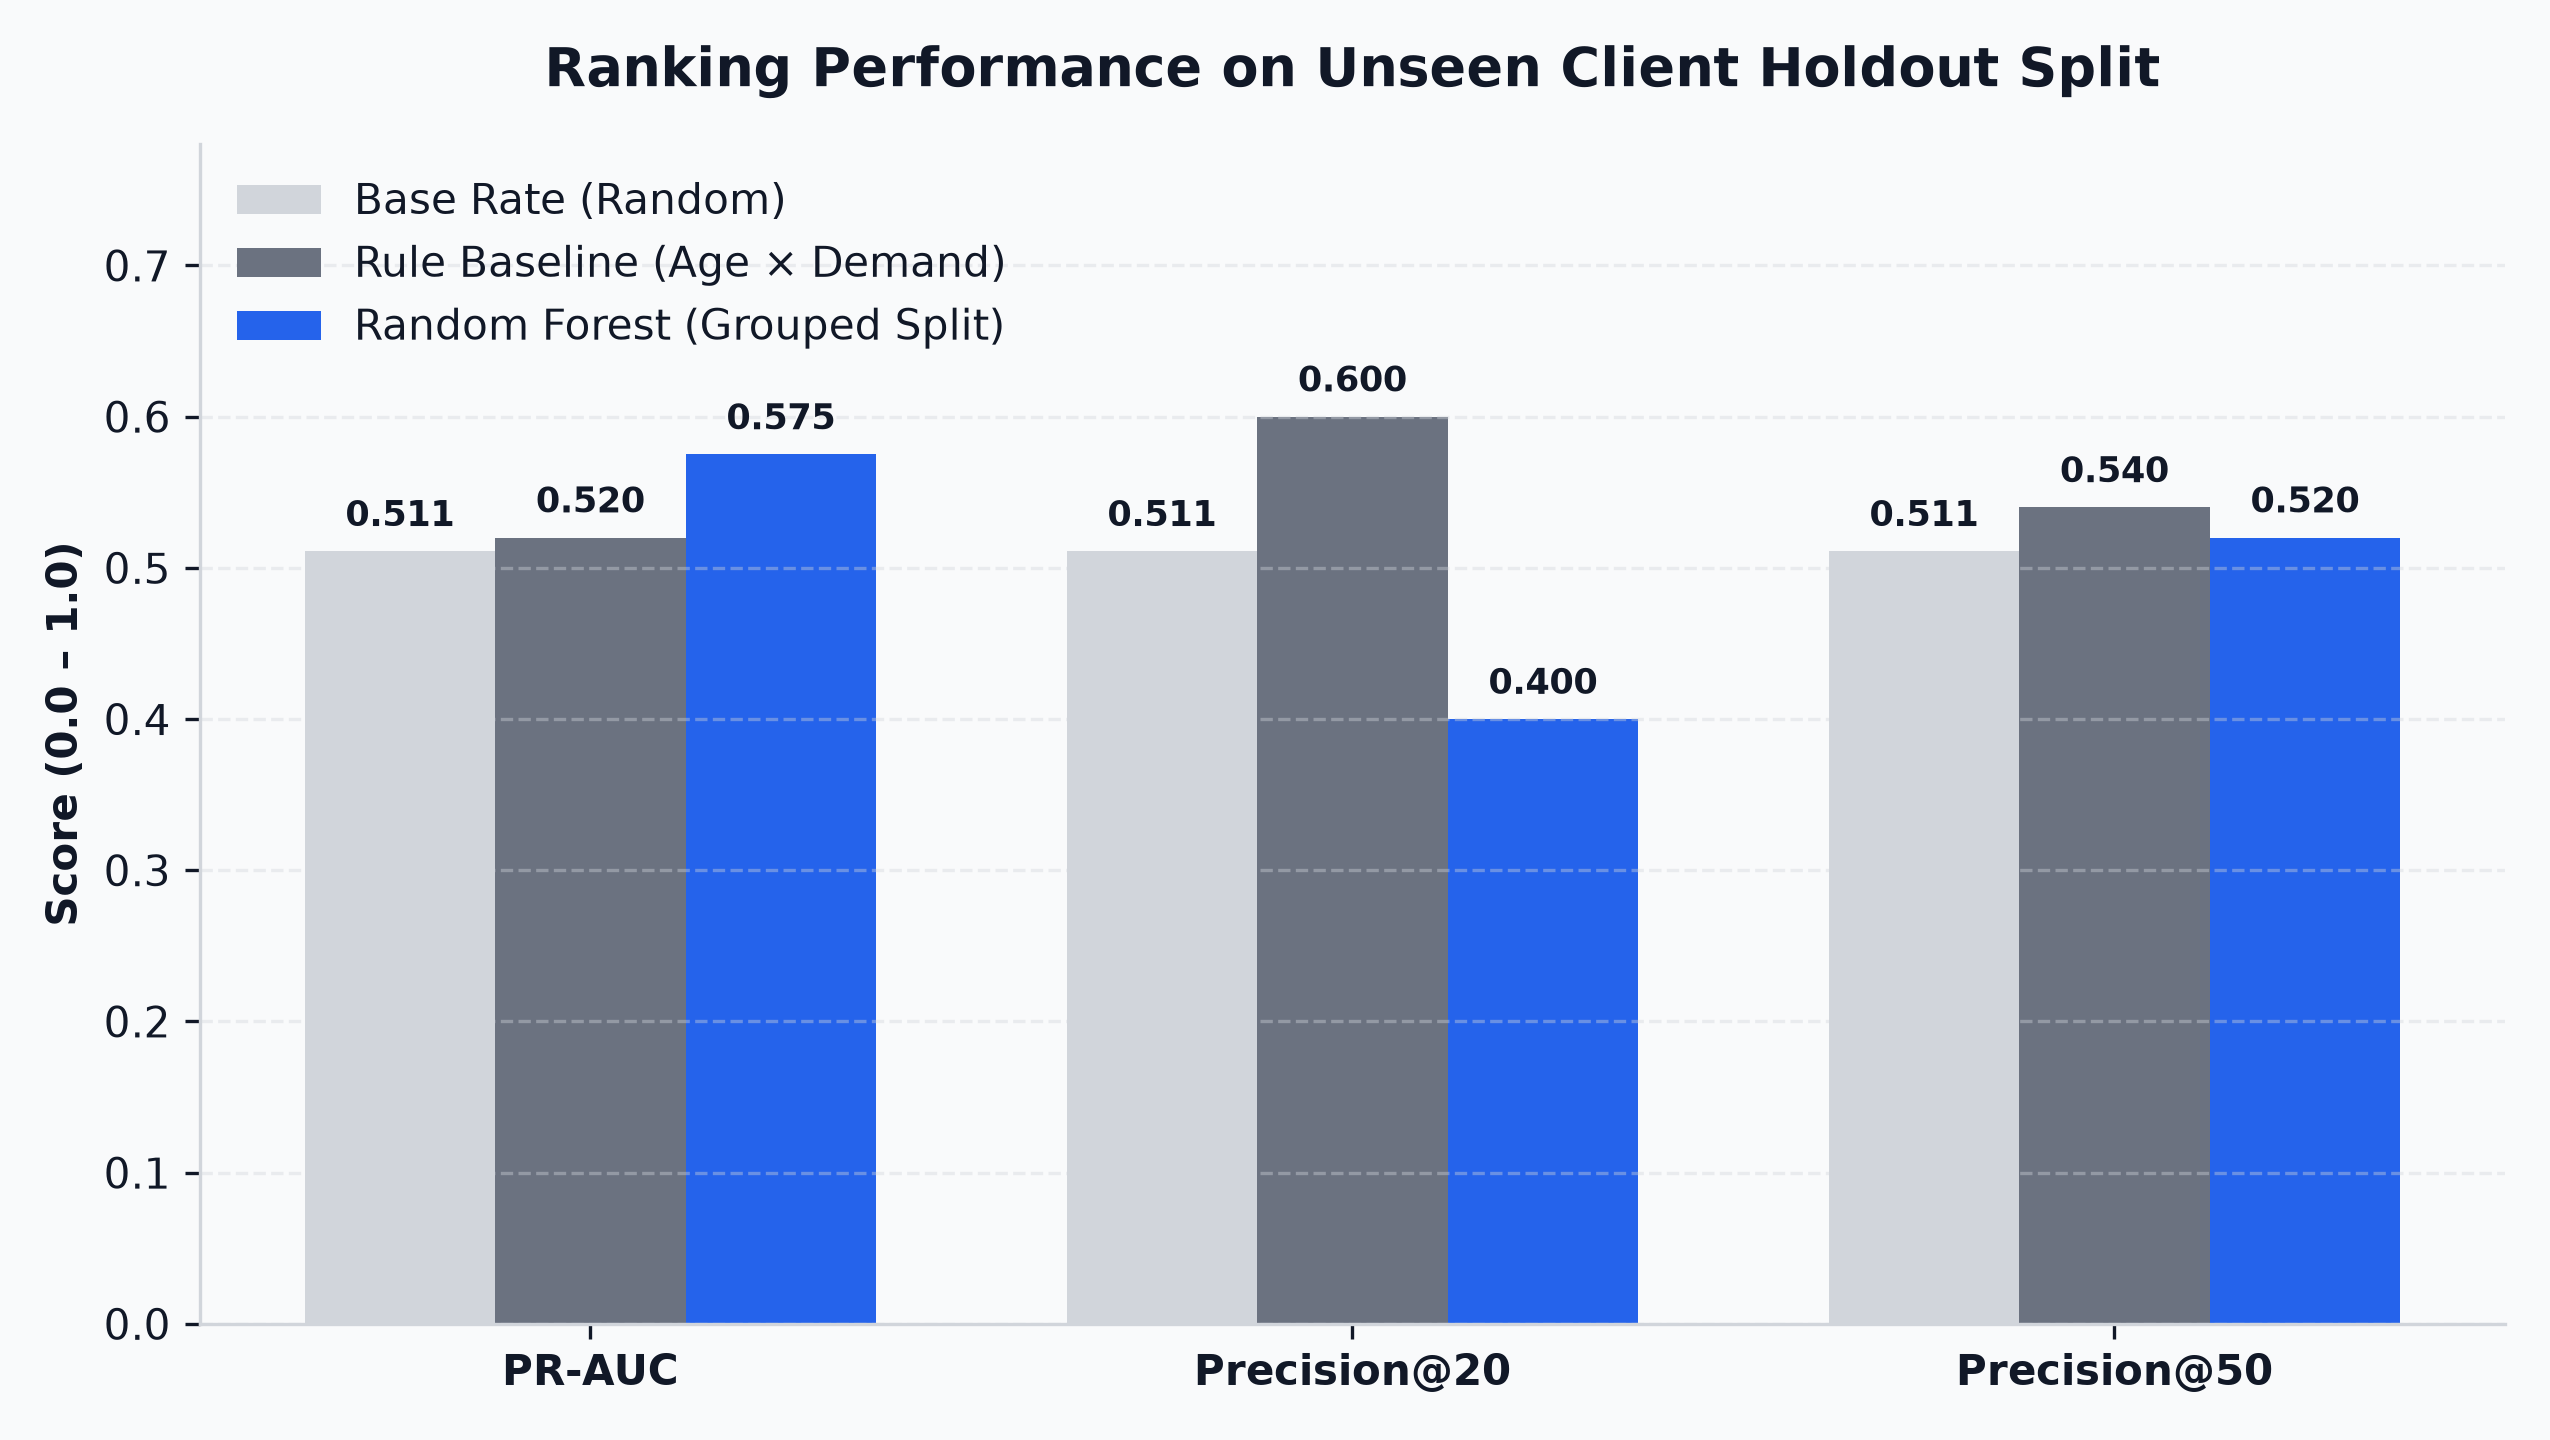 Ranking Performance on Unseen Client Holdout Split
Base Rate (Random)
Rule Baseline (Age × Demand)
Random Forest (Grouped Split)
Score (0.0 – 1.0)
0.7
0.6
0.5
0.4
0.3
0.2
0.1
0.0
0.511
0.520
0.575
0.511
0.600
0.400
0.511
0.540
0.520
PR-AUC
Precision@20
Precision@50